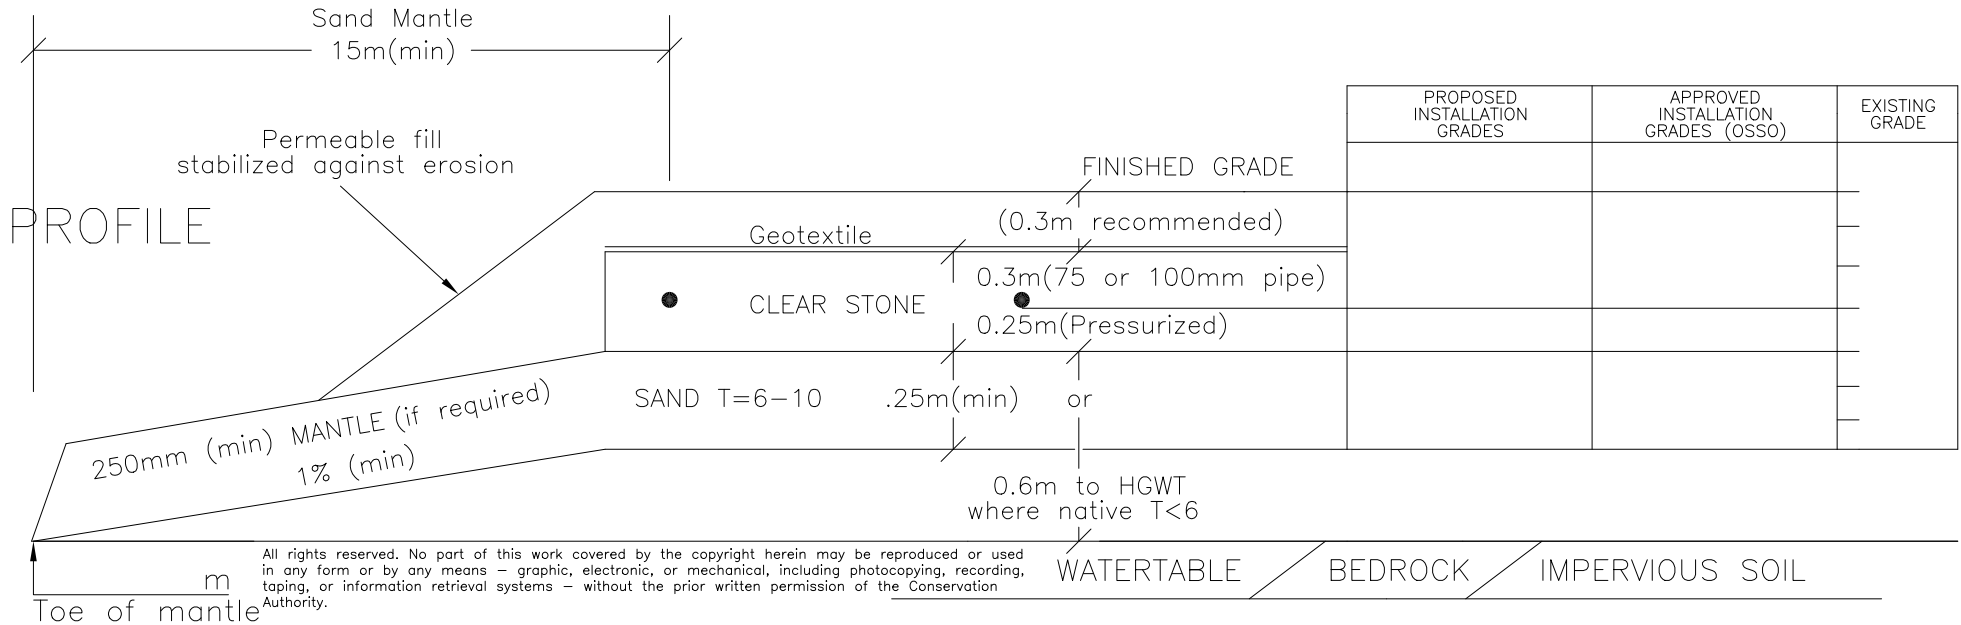 Sand Mantle
15m(min)
PROPOSED
INSTALLATION
GRADES
APPROVED
INSTALLATION
GRADES (OSSO)
EXISTING
GRADE
Permeable fill
stabilized against erosion
FINISHED GRADE
PROFILE
(0.3m recommended)
Geotextile
0.3m(75 or 100mm pipe)
CLEAR STONE
0.25m(Pressurized)
250mm (min) MANTLE (if required)
1% (min)
SAND T=6-10
.25m(min) or
0.6m to HGWT
where native T<6
All rights reserved. No part of this work covered by the copyright herein may be reproduced or used
in any form or by any means – graphic, electronic, or mechanical, including photocopying, recording,
taping, or information retrieval systems – without the prior written permission of the Conservation
Authority.
m
Toe of mantle
WATERTABLE
BEDROCK
IMPERVIOUS SOIL